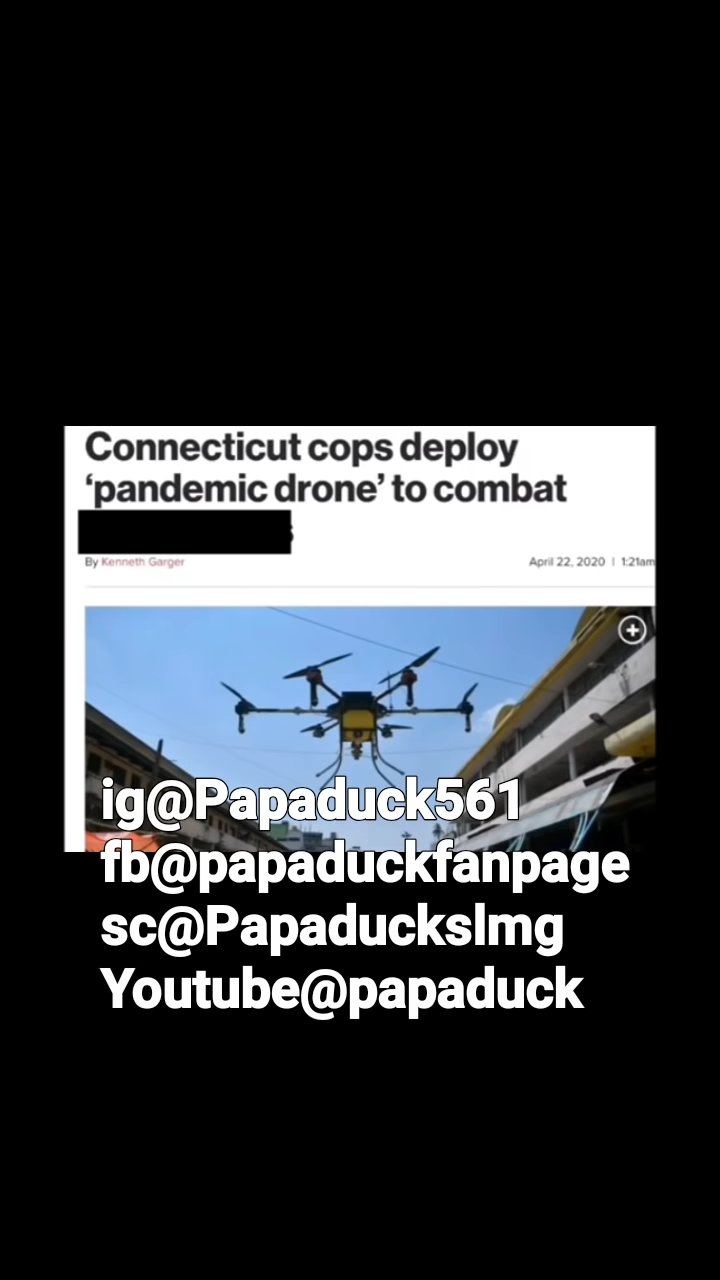 Connecticut cops deploy
‘pandemic drone’ to combat
By Kenneth Garger
April 22, 2020 | 1:21am
ig@Papaduck561
fb@papaduckfanpage
sc@Papaduckslmg
Youtube@papaduck